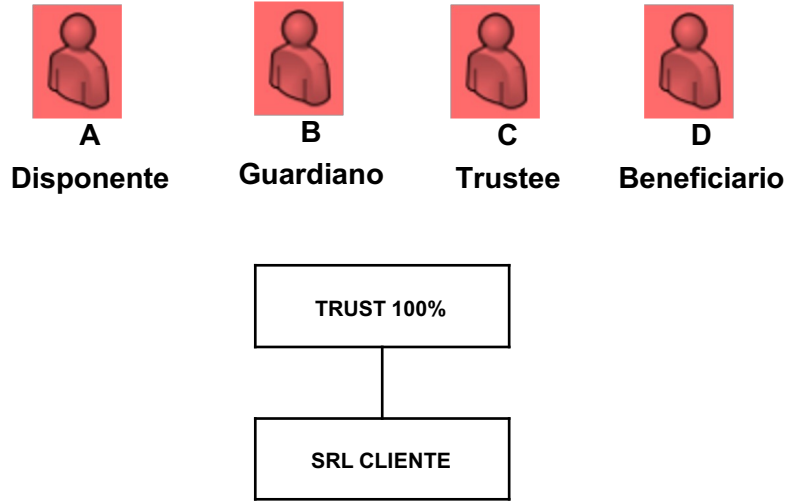 A B C D
Disponente Guardiano Trustee Beneficiario
TRUST 100%
SRL CLIENTE